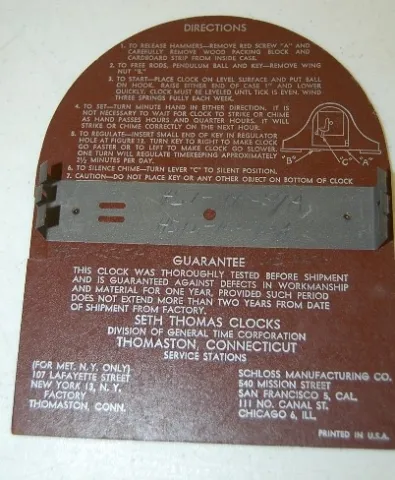 DIRECTIONS
1. TO RELEASE HAMMERS—REMOVE RED SCREW "A" AND
CAREFULLY REMOVE WOOD PACKING BLOCK AND
CARDBOARD STRIP FROM INSIDE CASE.
2. TO FREE RODS, PENDULUM BALL AND KEY—REMOVE WING
NUT "B."
3. TO START—PLACE CLOCK ON LEVEL SURFACE AND PUT BALL
ON HOOK. RAISE EITHER END OF CASE 1" AND LOWER
QUICKLY. CLOCK MUST BE LEVELED UNTIL TICK IS EVEN. WIND
THREE SPRINGS FULLY EACH WEEK.
4. TO SET—TURN MINUTE HAND IN EITHER DIRECTION. IT IS
NOT NECESSARY TO WAIT FOR CLOCK TO STRIKE OR CHIME
AS HAND PASSES HOURS AND QUARTER HOURS. IT WILL
STRIKE OR CHIME CORRECTLY ON THE NEXT HOUR.
5. TO REGULATE—INSERT SMALL END OF KEY IN REGULATOR
HOLE AT FIGURE 12. TURN KEY TO RIGHT TO MAKE CLOCK
GO FASTER OR TO LEFT TO MAKE CLOCK GO SLOWER.
ONE TURN WILL REGULATE TIMEKEEPING APPROXIMATELY
2½ MINUTES PER DAY.
"B" "C" "A"
6. TO SILENCE CHIME—TURN LEVER "C" TO SILENT POSITION.
7. CAUTION—DO NOT PLACE KEY OR ANY OTHER OBJECT ON BOTTOM OF CLOCK
GUARANTEE
THIS CLOCK WAS THOROUGHLY TESTED BEFORE SHIPMENT
AND IS GUARANTEED AGAINST DEFECTS IN WORKMANSHIP
AND MATERIAL FOR ONE YEAR, PROVIDED SUCH PERIOD
DOES NOT EXTEND MORE THAN TWO YEARS FROM DATE
OF SHIPMENT FROM FACTORY.
SETH THOMAS CLOCKS
DIVISION OF GENERAL TIME CORPORATION
THOMASTON, CONNECTICUT
SERVICE STATIONS
(FOR MET. N. Y. ONLY)
107 LAFAYETTE STREET
NEW YORK 13, N. Y.
FACTORY
THOMASTON, CONN.
SCHLOSS MANUFACTURING CO.
540 MISSION STREET
SAN FRANCISCO 5, CAL.
111 NO. CANAL ST.
CHICAGO 6, ILL.
PRINTED IN U.S.A.